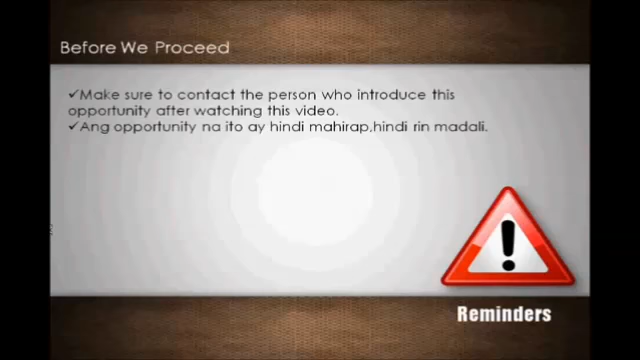 Before We Proceed
✓Make sure to contact the person who introduce this
opportunity after watching this video.
✓Ang opportunity na ito ay hindi mahirap,hindi rin madali.
Reminders